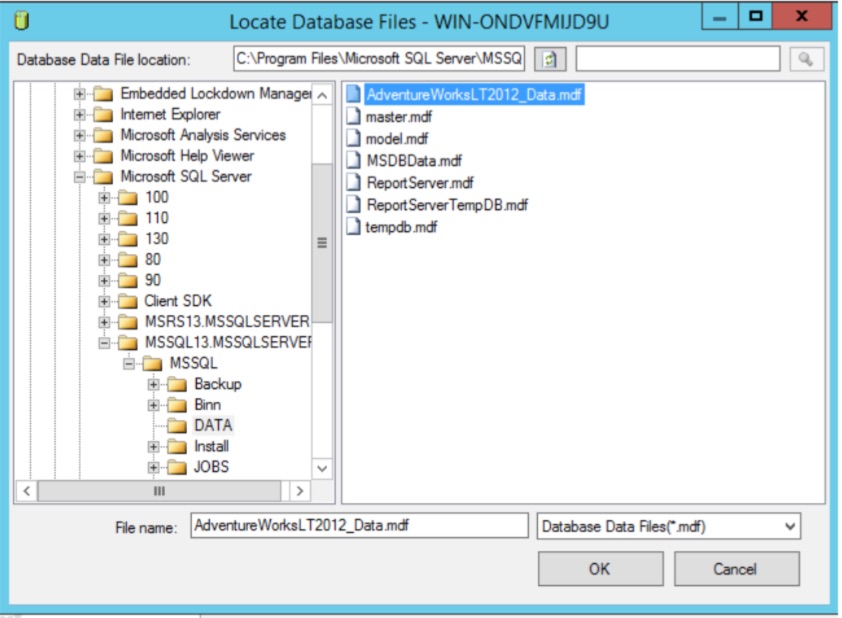 Locate Database Files - WIN-ONDVFMIJD9U
Database Data File location:
C:\Program Files\Microsoft SQL Server\MSSQ
Embedded Lockdown Manager
Internet Explorer
Microsoft Analysis Services
Microsoft Help Viewer
Microsoft SQL Server
100
110
130
80
90
Client SDK
MSRS13.MSSQLSERVER
MSSQL13.MSSQLSERVER
MSSQL
Backup
Binn
DATA
Install
JOBS
AdventureWorksLT2012_Data.mdf
master.mdf
model.mdf
MSDBData.mdf
ReportServer.mdf
ReportServerTempDB.mdf
tempdb.mdf
File name:
AdventureWorksLT2012_Data.mdf
Database Data Files(*.mdf)
OK
Cancel